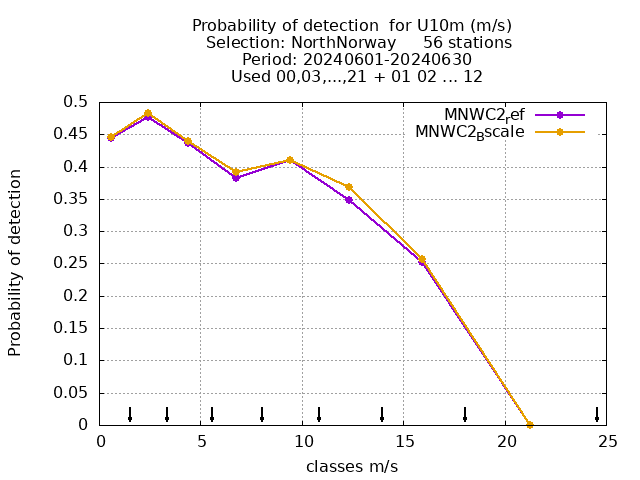 Probability of detection  for U10m (m/s)
Selection: NorthNorway     56 stations
Period: 20240601-20240630
Used 00,03,...,21 + 01 02 ... 12
MNWC2ref
MNWC2Bscale
0.5
0.45
0.4
0.35
0.3
0.25
0.2
0.15
0.1
0.05
0
Probability of detection
0 5 10 15 20 25
classes m/s